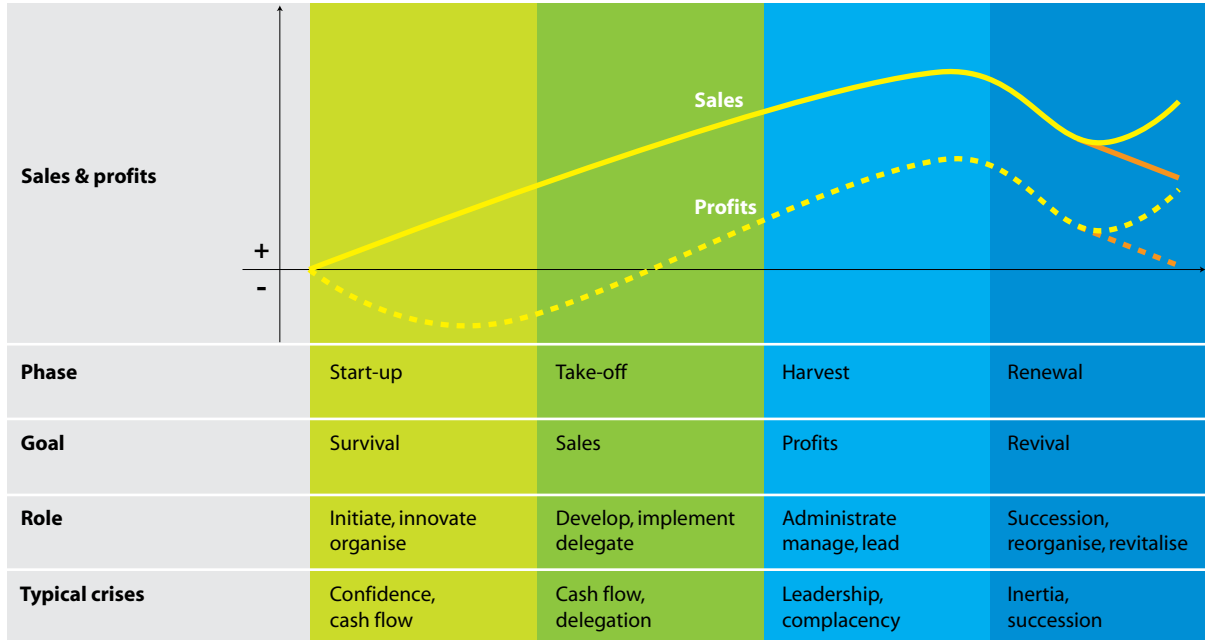 Sales
Sales & profits
Profits
+
-
Phase
Start-up
Take-off
Harvest
Renewal
Goal
Survival
Sales
Profits
Revival
Role
Initiate, innovate
organise
Develop, implement
delegate
Administrate
manage, lead
Succession,
reorganise, revitalise
Typical crises
Confidence,
cash flow
Cash flow,
delegation
Leadership,
complacency
Inertia,
succession